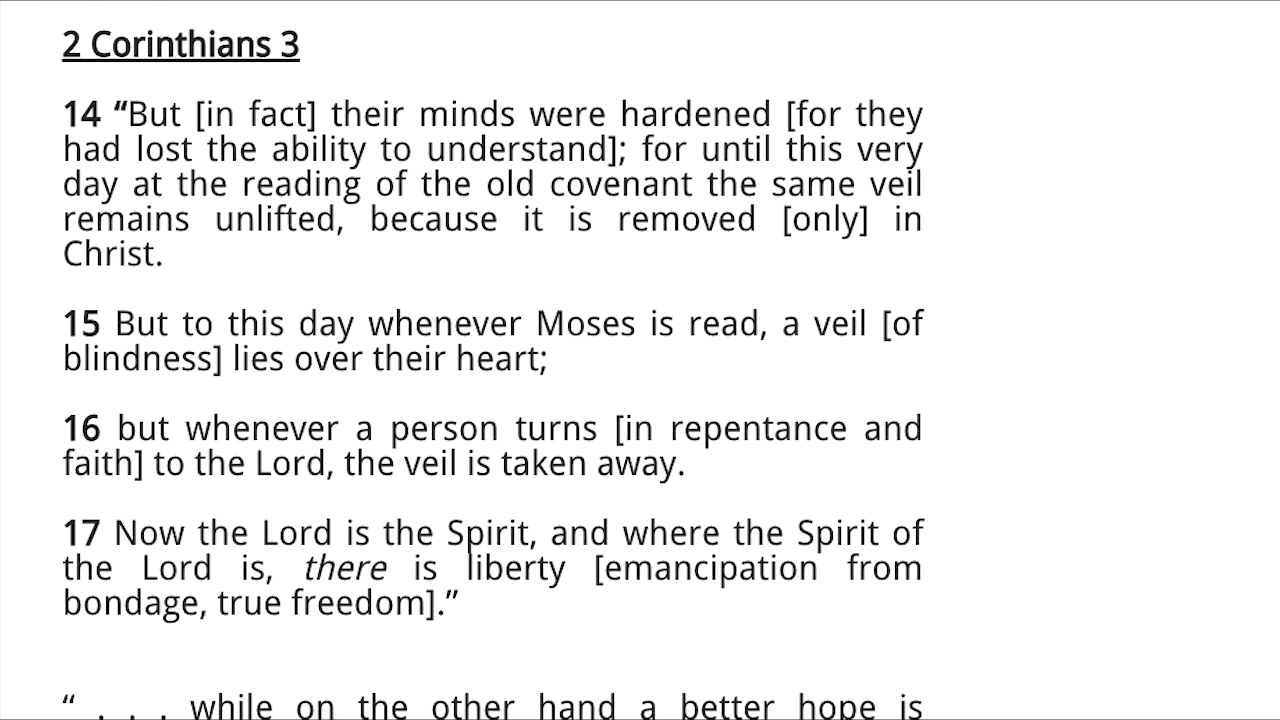 2 Corinthians 3
14 “But [in fact] their minds were hardened [for they
had lost the ability to understand]; for until this very
day at the reading of the old covenant the same veil
remains unlifted, because it is removed [only] in
Christ.
15 But to this day whenever Moses is read, a veil [of
blindness] lies over their heart;
16 but whenever a person turns [in repentance and
faith] to the Lord, the veil is taken away.
17 Now the Lord is the Spirit, and where the Spirit of
the Lord is, there is liberty [emancipation from
bondage, true freedom].”
“ . . . while on the other hand a better hope is